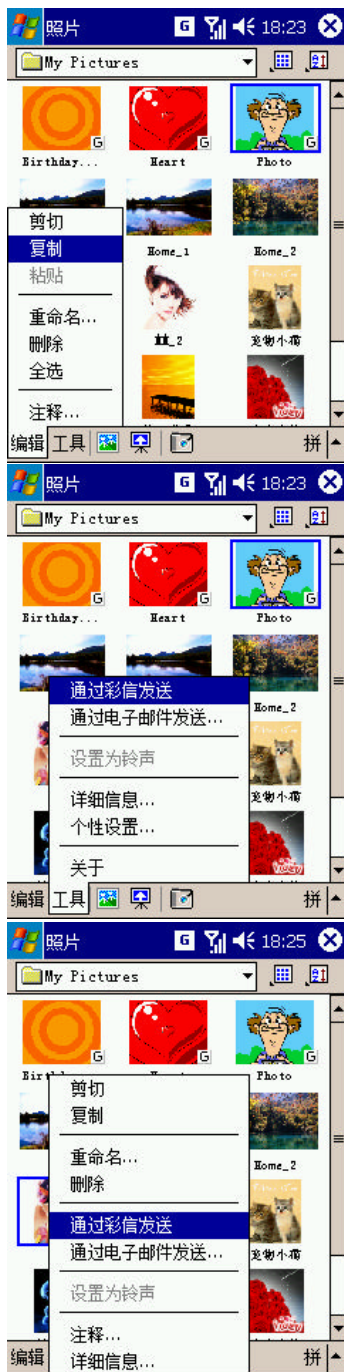 照片 G 18:23
My Pictures
G G G
Birthday... Heart Photo
Home_1 Home_2
剪切
复制
粘贴
重命名...
删除
全选
注释...
_2 宠物小猫
编辑 工具 拼
照片 G 18:23
My Pictures
G G G
Birthday... Heart Photo
Home_2
通过彩信发送
通过电子邮件发送...
设置为铃声
详细信息...
个性设置...
关于
宠物小猫
编辑 工具 拼
照片 G 18:25
My Pictures
G G G
Photo
Home_2
剪切
复制
重命名...
删除
通过彩信发送
通过电子邮件发送...
设置为铃声
注释...
详细信息...
宠物小猫
编辑 拼